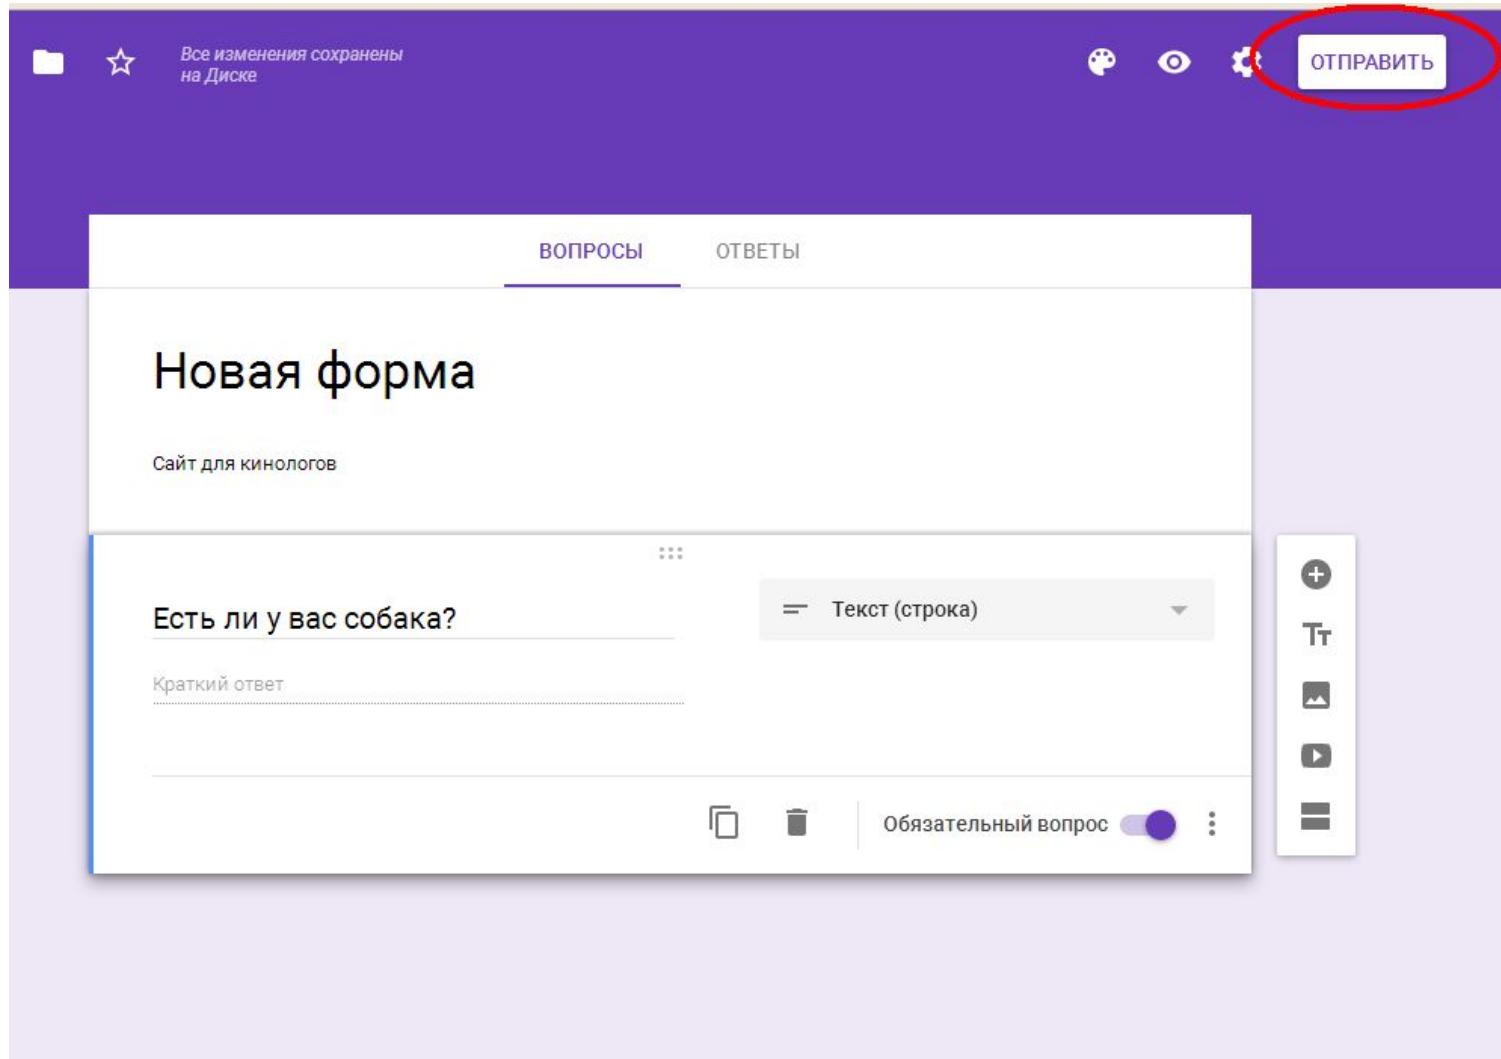 Все изменения сохранены
на Диске
ОТПРАВИТЬ
ВОПРОСЫ ОТВЕТЫ
Новая форма
Сайт для кинологов
Есть ли у вас собака?
Текст (строка)
Тт
Краткий ответ
Обязательный вопрос